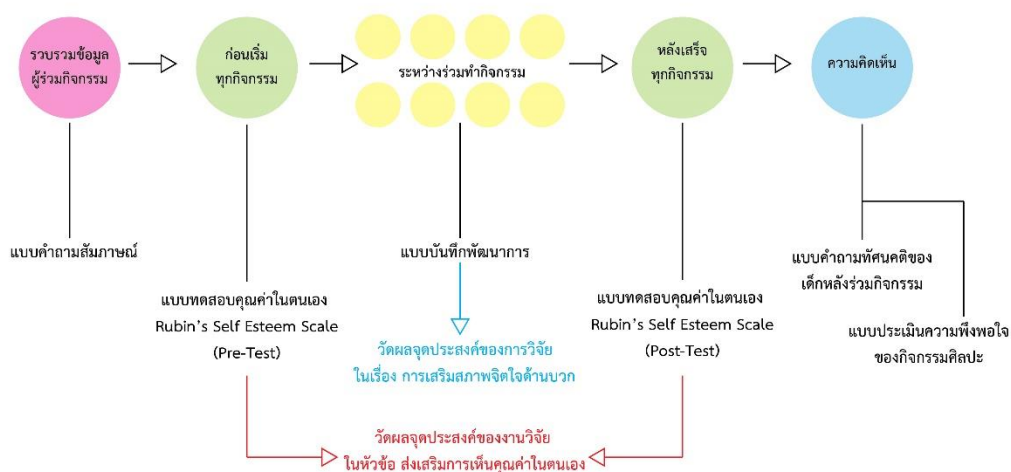 รวบรวมข้อมูล
ผู้ร่วมกิจกรรม
ก่อนเริ่ม
ทุกกิจกรรม
ระหว่างร่วมทำกิจกรรม
หลังเสร็จ
ทุกกิจกรรม
ความคิดเห็น
แบบคำถามสัมภาษณ์
แบบทดสอบคุณค่าในตนเอง
Rubin's Self Esteem Scale
(Pre-Test)
แบบบันทึกพัฒนาการ
วัดผลจุดประสงค์ของการวิจัย
ในเรื่อง การเสริมสภาพจิตใจด้านบวก
แบบทดสอบคุณค่าในตนเอง
Rubin's Self Esteem Scale
(Post-Test)
แบบคำถามทัศนคติของ
เด็กหลังร่วมกิจกรรม
แบบประเมินความพึงพอใจ
ของกิจกรรมศิลปะ
วัดผลจุดประสงค์ของงานวิจัย
ในหัวข้อ ส่งเสริมการเห็นคุณค่าในตนเอง